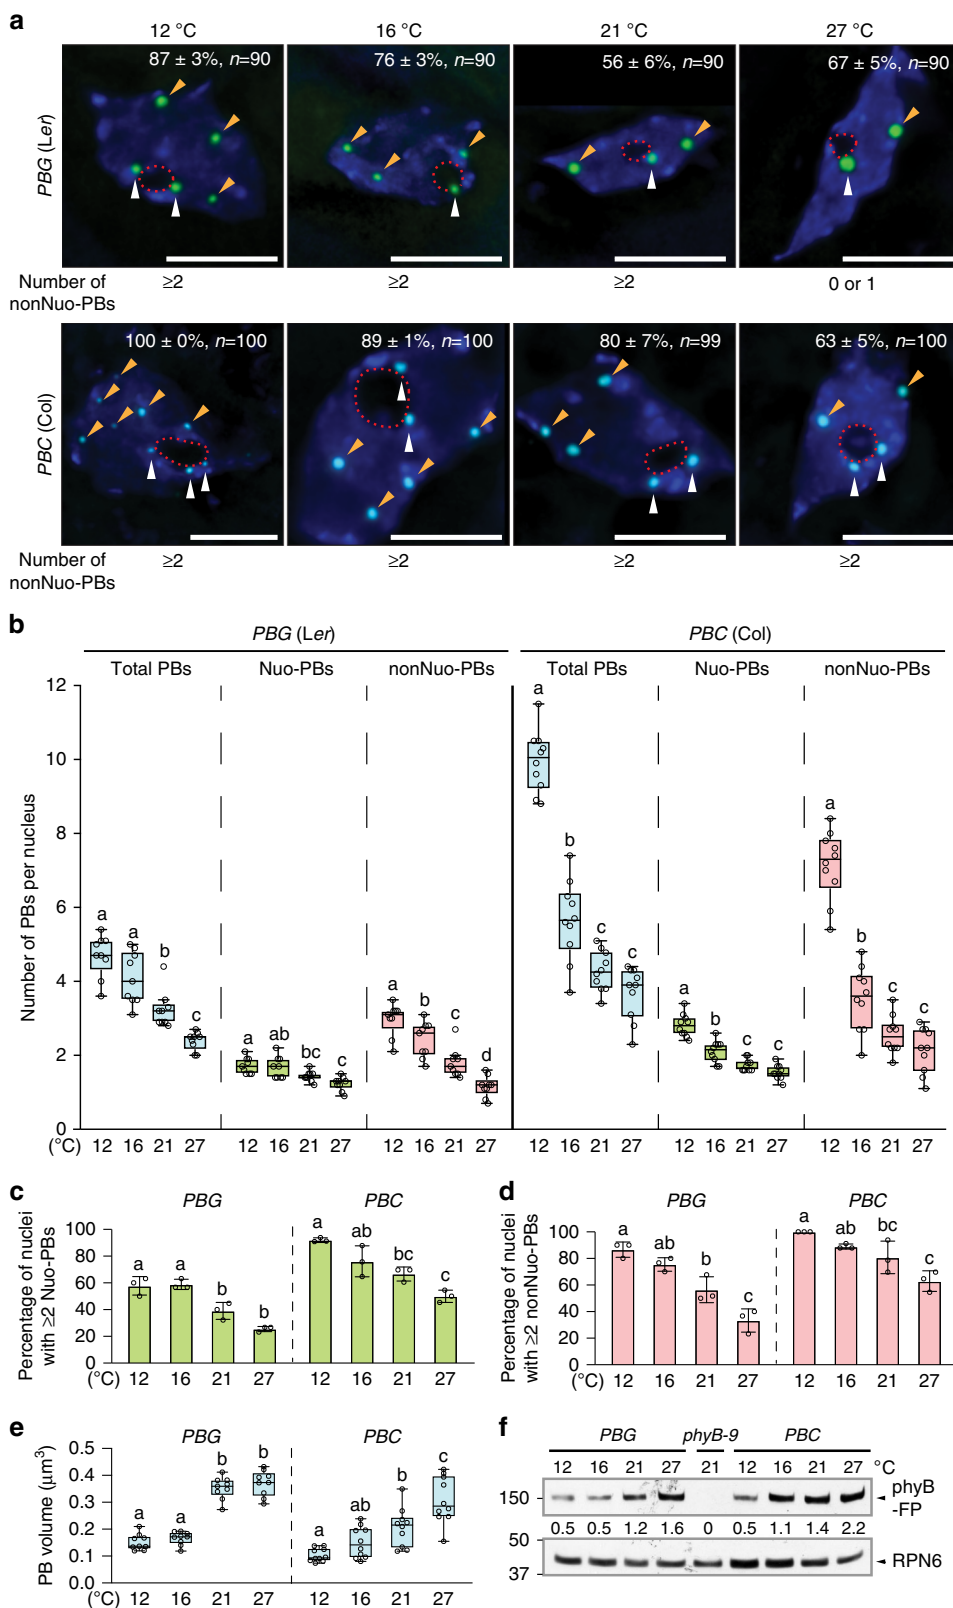 a
12 °C 16 °C 21 °C 27 °C
PBG (Ler)
87 ± 3%, n=90 76 ± 3%, n=90 56 ± 6%, n=90 67 ± 5%, n=90
Number of nonNuo-PBs ≥2 ≥2 ≥2 0 or 1
PBC (Col)
100 ± 0%, n=100 89 ± 1%, n=100 80 ± 7%, n=99 63 ± 5%, n=100
Number of nonNuo-PBs ≥2 ≥2 ≥2 ≥2
b
PBG (Ler) PBC (Col)
Total PBs Nuo-PBs nonNuo-PBs Total PBs Nuo-PBs nonNuo-PBs
Number of PBs per nucleus
12
10
8
6
4
2
0
a a b c
a ab bc c
a b c d
a b c c
a b c c
a b c c
(°C) 12 16 21 27 12 16 21 27 12 16 21 27 12 16 21 27 12 16 21 27 12 16 21 27
c
PBG PBC
Percentage of nuclei with ≥2 Nuo-PBs
100
80
60
40
20
0
a a b b a ab bc c
(°C) 12 16 21 27 12 16 21 27
d
PBG PBC
Percentage of nuclei with ≥2 nonNuo-PBs
100
80
60
40
20
0
a ab b c a ab bc c
(°C) 12 16 21 27 12 16 21 27
e
PBG PBC
PB volume (μm³)
0.5
0.4
0.3
0.2
0.1
0.0
a a b b a ab b c
(°C) 12 16 21 27 12 16 21 27
f
PBG phyB-9 PBC
12 16 21 27 21 12 16 21 27 °C
150 phyB -FP
0.5 0.5 1.2 1.6 0 0.5 1.1 1.4 2.2
50
37
RPN6